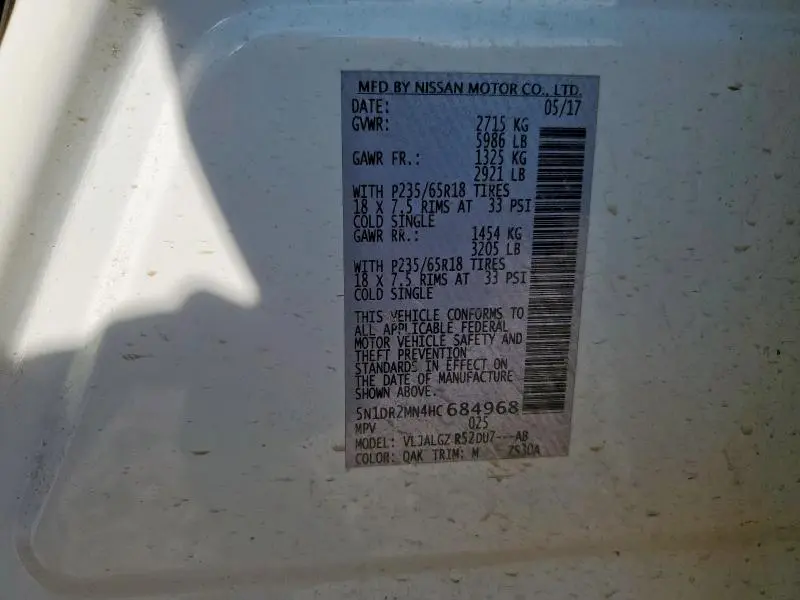 MFD BY NISSAN MOTOR CO., LTD.
DATE: 05/17
GVWR: 2715 KG
5986 LB
GAWR FR.: 1325 KG
2921 LB
WITH P235/65R18 TIRES
18 X 7.5 RIMS AT 33 PSI
COLD SINGLE
GAWR RR.: 1454 KG
3205 LB
WITH P235/65R18 TIRES
18 X 7.5 RIMS AT 33 PSI
COLD SINGLE
THIS VEHICLE CONFORMS TO
ALL APPLICABLE FEDERAL
MOTOR VEHICLE SAFETY AND
THEFT PREVENTION
STANDARDS IN EFFECT ON
THE DATE OF MANUFACTURE
SHOWN ABOVE.
5N1DR2MN4HC684968
MPV 025
MODEL: VLJALGZ R52DU7---AB
COLOR: QAK TRIM: M ZS30A